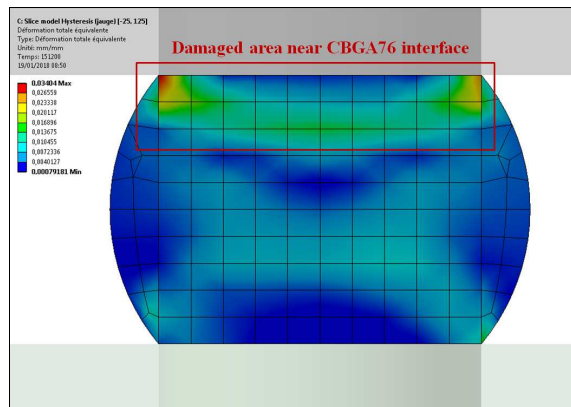 C: Slice model Hysteresis (jauge) [-25, 125]
Déformation totale équivalente
Type: Déformation totale équivalente
Unité: mm/mm
Temps: 151200
19/01/2018 08:50
Damaged area near CBGA76 interface
0,03404 Max
0,026559
0,023338
0,020117
0,016896
0,013675
0,010455
0,0072336
0,0040127
0,00079181 Min